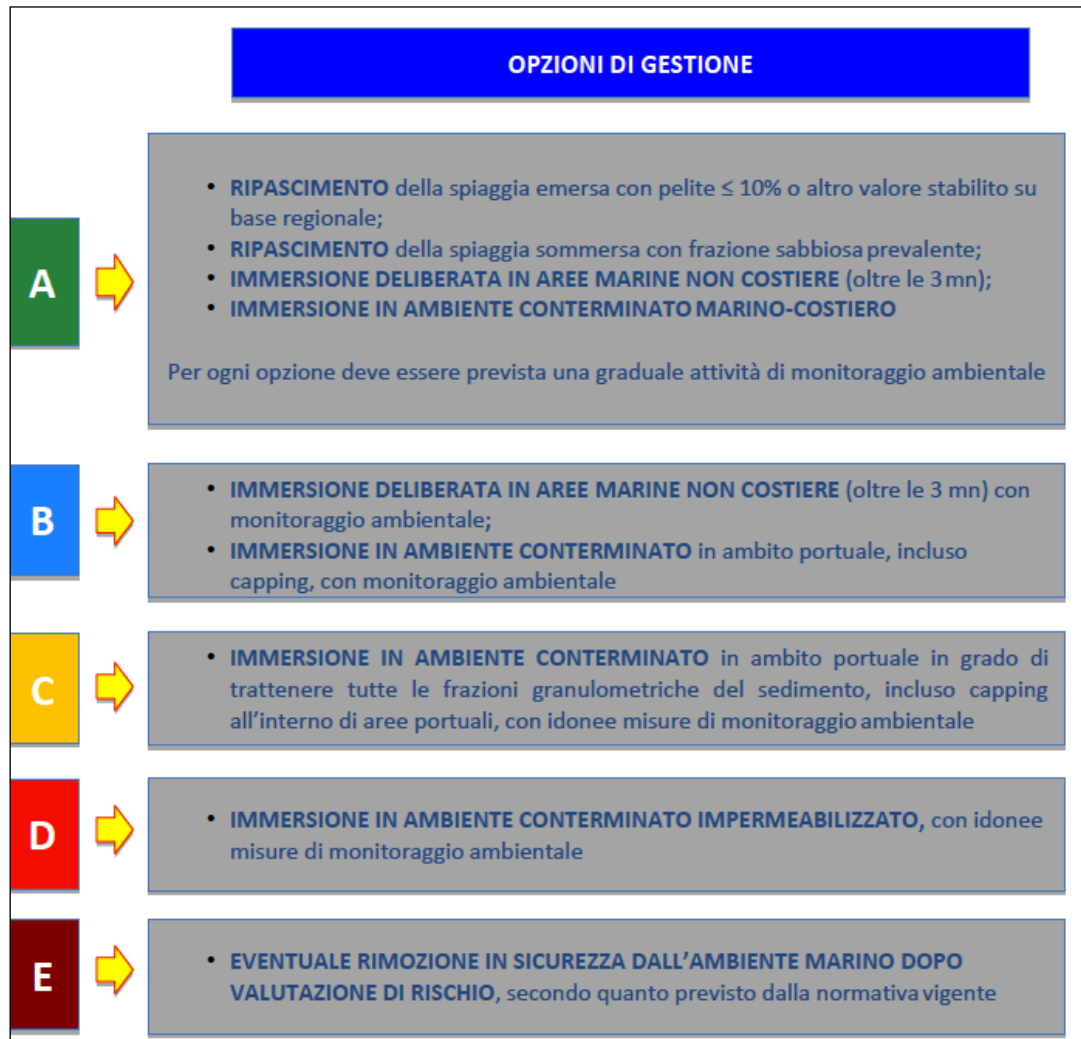 OPZIONI DI GESTIONE
A
• RIPASCIMENTO della spiaggia emersa con pelite ≤ 10% o altro valore stabilito su
base regionale;
• RIPASCIMENTO della spiaggia sommersa con frazione sabbiosa prevalente;
• IMMERSIONE DELIBERATA IN AREE MARINE NON COSTIERE (oltre le 3 mn);
• IMMERSIONE IN AMBIENTE CONTERMINATO MARINO-COSTIERO
Per ogni opzione deve essere prevista una graduale attività di monitoraggio ambientale
B
• IMMERSIONE DELIBERATA IN AREE MARINE NON COSTIERE (oltre le 3 mn) con
monitoraggio ambientale;
• IMMERSIONE IN AMBIENTE CONTERMINATO in ambito portuale, incluso
capping, con monitoraggio ambientale
C
• IMMERSIONE IN AMBIENTE CONTERMINATO in ambito portuale in grado di
trattenere tutte le frazioni granulometriche del sedimento, incluso capping
all’interno di aree portuali, con idonee misure di monitoraggio ambientale
D
• IMMERSIONE IN AMBIENTE CONTERMINATO IMPERMEABILIZZATO, con idonee
misure di monitoraggio ambientale
E
• EVENTUALE RIMOZIONE IN SICUREZZA DALL’AMBIENTE MARINO DOPO
VALUTAZIONE DI RISCHIO, secondo quanto previsto dalla normativa vigente